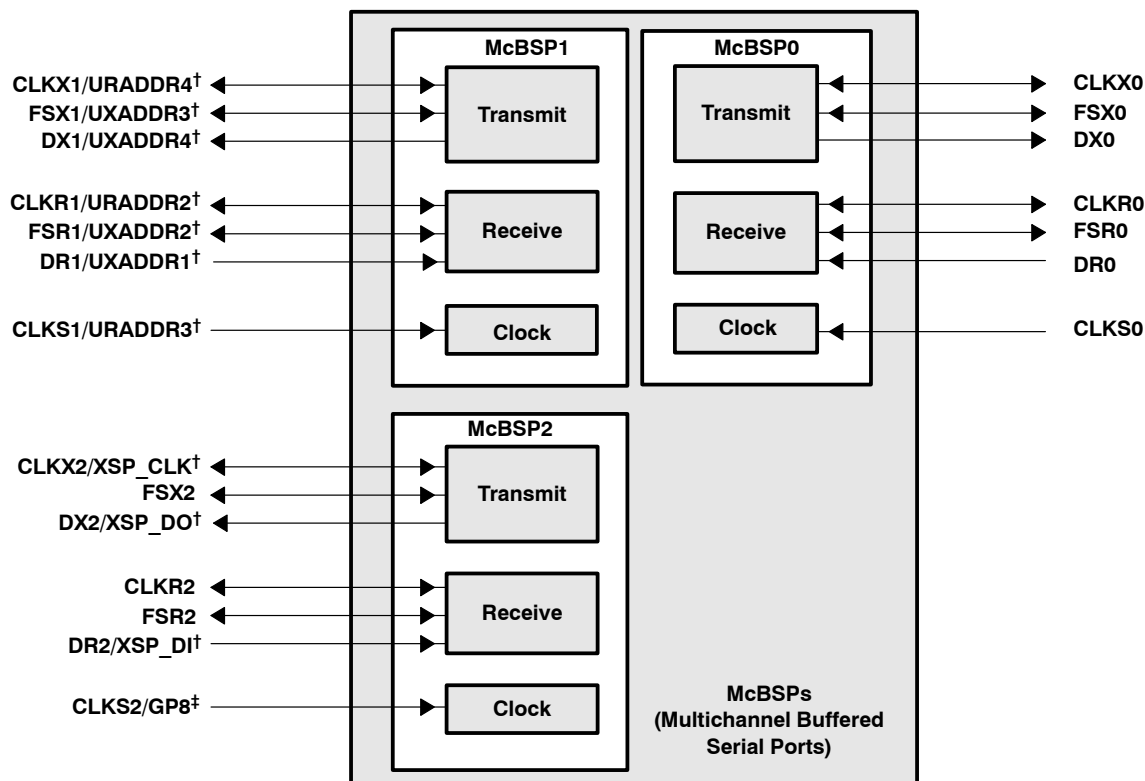 McBSP1
McBSP0
CLKX1/URADDR4†
FSX1/UXADDR3†
DX1/UXADDR4†
Transmit
Transmit
CLKX0
FSX0
DX0
CLKR1/URADDR2†
FSR1/UXADDR2†
DR1/UXADDR1†
Receive
Receive
CLKR0
FSR0
DR0
CLKS1/URADDR3†
Clock
Clock
CLKS0
McBSP2
CLKX2/XSP_CLK†
FSX2
DX2/XSP_DO†
Transmit
CLKR2
FSR2
DR2/XSP_DI†
Receive
CLKS2/GP8‡
Clock
McBSPs
(Multichannel Buffered
Serial Ports)